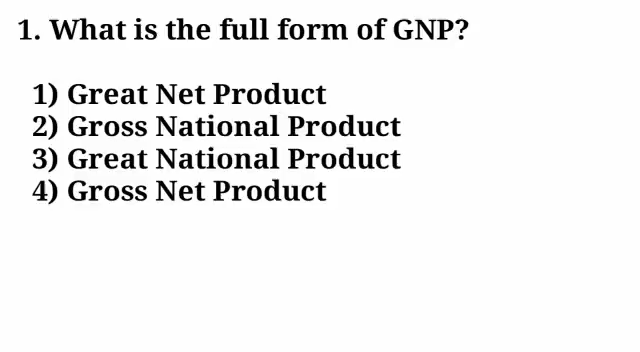 1. What is the full form of GNP?
1) Great Net Product
2) Gross National Product
3) Great National Product
4) Gross Net Product